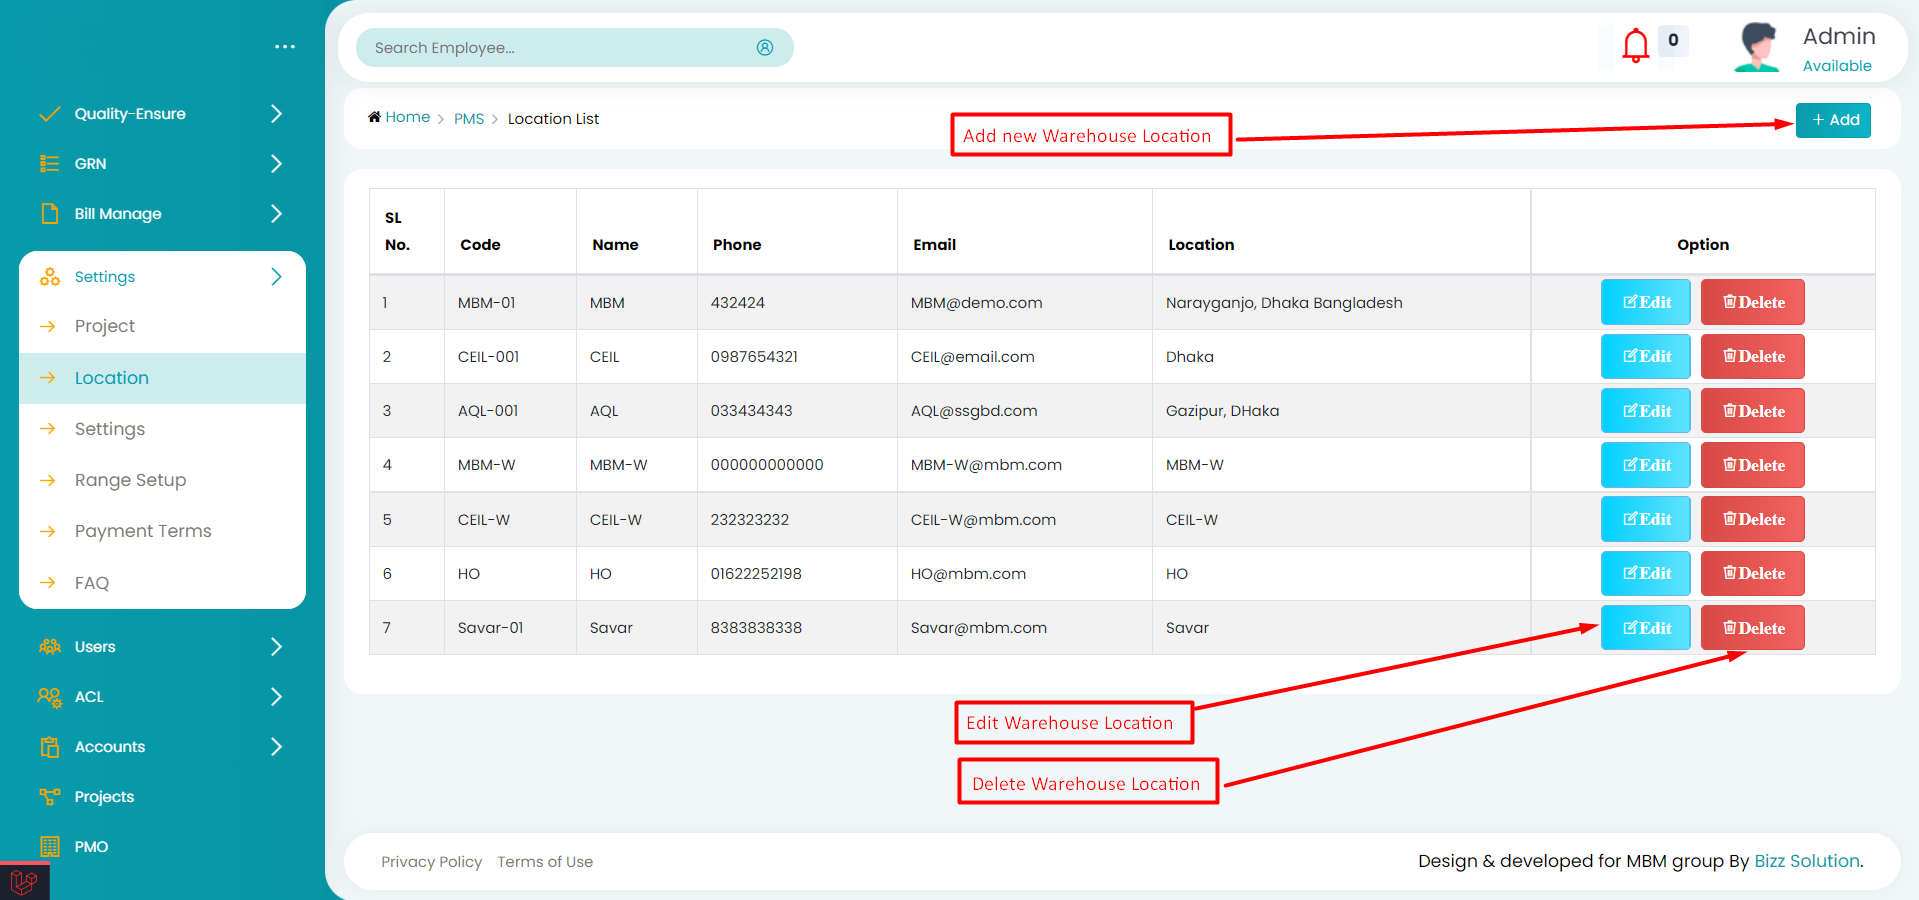 Search Employee...
0
Admin
Available
Quality-Ensure
GRN
Bill Manage
Settings
Project
Location
Settings
Range Setup
Payment Terms
FAQ
Users
ACL
Accounts
Projects
PMO
Home > PMS > Location List
Add new Warehouse Location
+ Add
SL No. Code Name Phone Email Location Option
1 MBM-01 MBM 432424 MBM@demo.com Narayganjo, Dhaka Bangladesh Edit Delete
2 CEIL-001 CEIL 0987654321 CEIL@email.com Dhaka Edit Delete
3 AQL-001 AQL 033434343 AQL@ssgbd.com Gazipur, DHaka Edit Delete
4 MBM-W MBM-W 000000000000 MBM-W@mbm.com MBM-W Edit Delete
5 CEIL-W CEIL-W 232323232 CEIL-W@mbm.com CEIL-W Edit Delete
6 HO HO 01622252198 HO@mbm.com HO Edit Delete
7 Savar-01 Savar 8383838338 Savar@mbm.com Savar Edit Delete
Edit Warehouse Location
Delete Warehouse Location
Privacy Policy Terms of Use
Design & developed for MBM group By Bizz Solution.